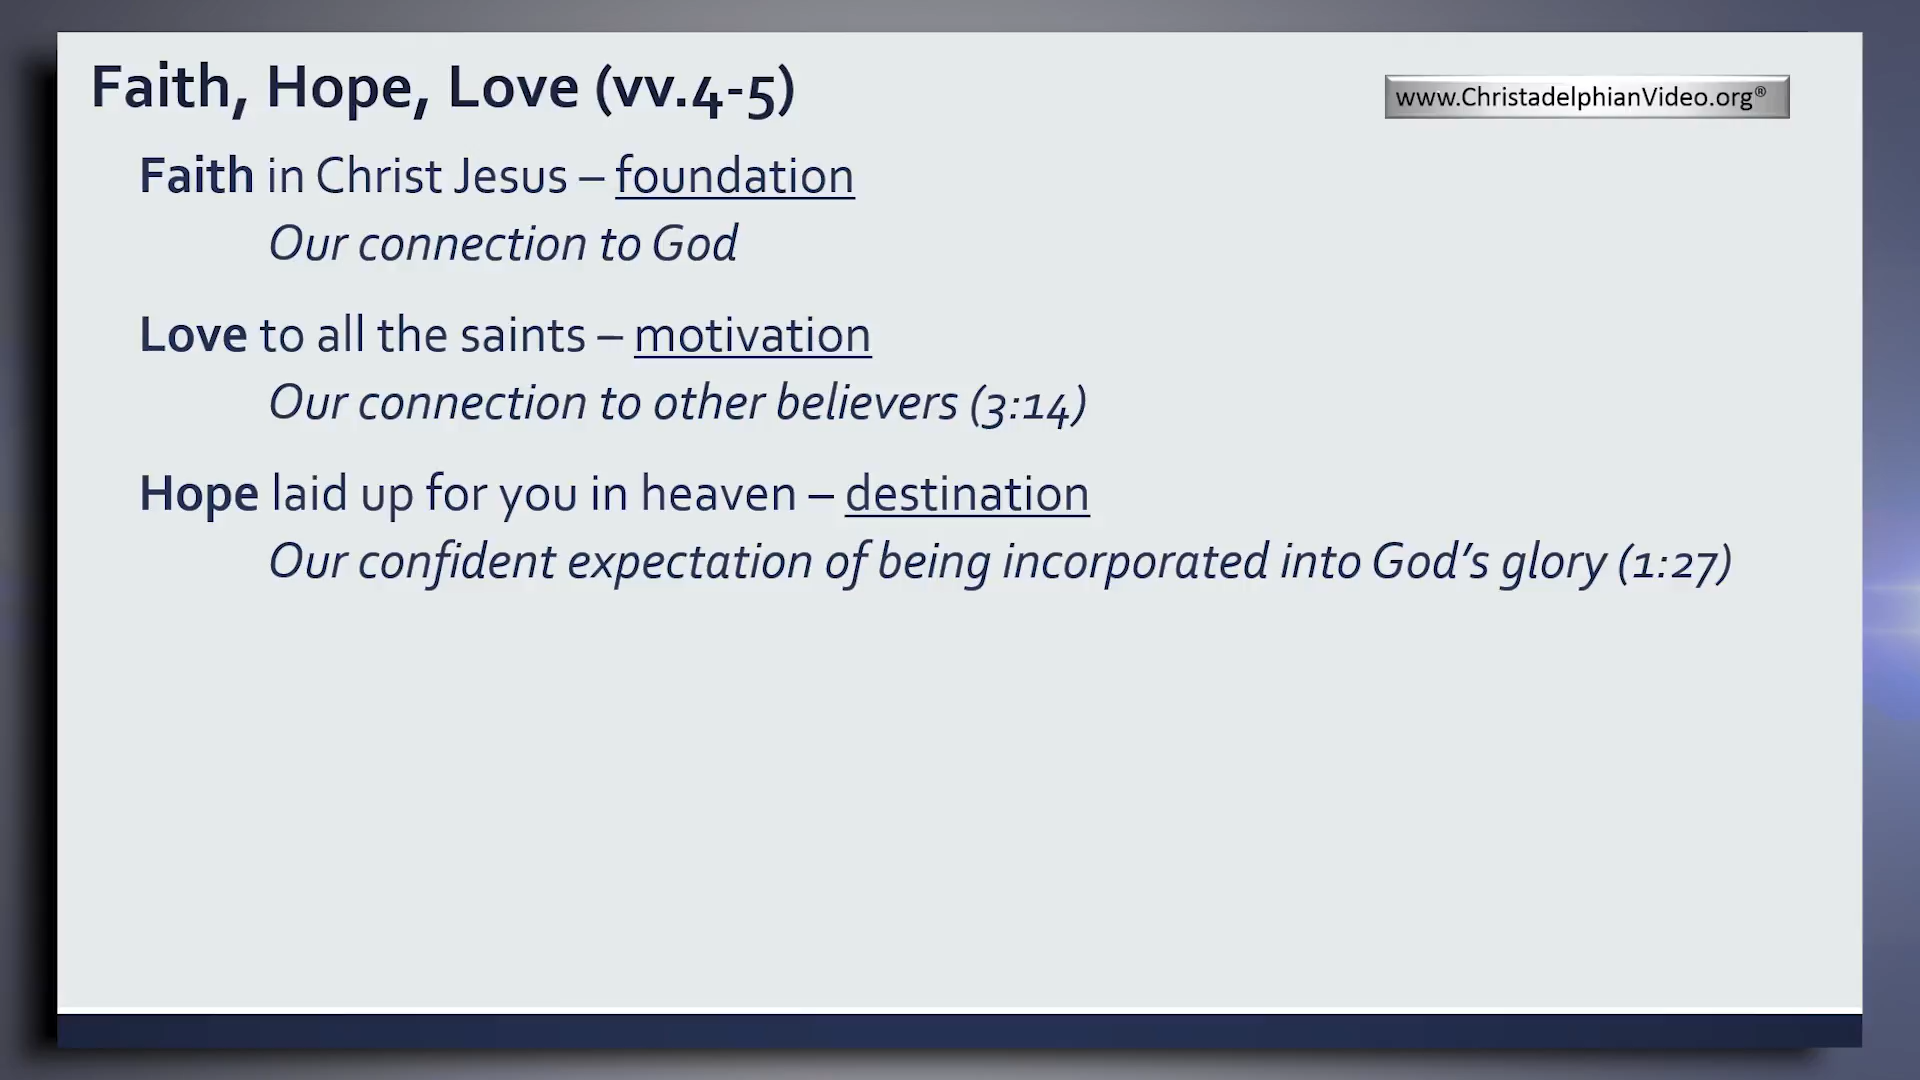 Faith, Hope, Love (vv.4-5)
www.ChristadelphianVideo.org®
Faith in Christ Jesus – foundation
Our connection to God
Love to all the saints – motivation
Our connection to other believers (3:14)
Hope laid up for you in heaven – destination
Our confident expectation of being incorporated into God’s glory (1:27)